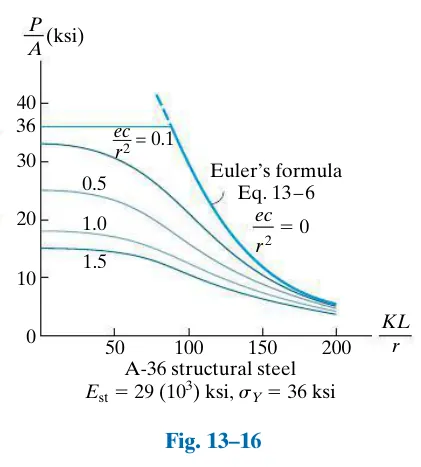 P/A (ksi)
40
36
30
20
10
0
ec/r² = 0.1
0.5
1.0
1.5
Euler's formula
Eq. 13–6
ec/r² = 0
50 100 150 200
KL/r
A-36 structural steel
E_st = 29 (10³) ksi, σ_Y = 36 ksi
Fig. 13–16